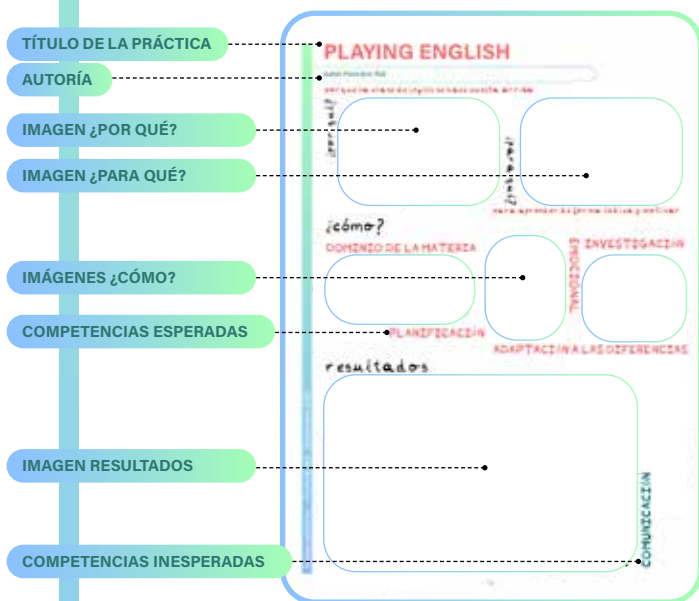 TÍTULO DE LA PRÁCTICA
AUTORÍA
IMAGEN ¿POR QUÉ?
IMAGEN ¿PARA QUÉ?
IMÁGENES ¿CÓMO?
COMPETENCIAS ESPERADAS
IMAGEN RESULTADOS
COMPETENCIAS INESPERADAS
PLAYING ENGLISH
¿por qué?
¿para qué?
¿cómo?
DOMINIO DE LA MATERIA
EMOCIONAL
INVESTIGACIÓN
PLANIFICACIÓN
ADAPTACIÓN A LAS DIFERENCIAS
resultados
COMUNICACIÓN